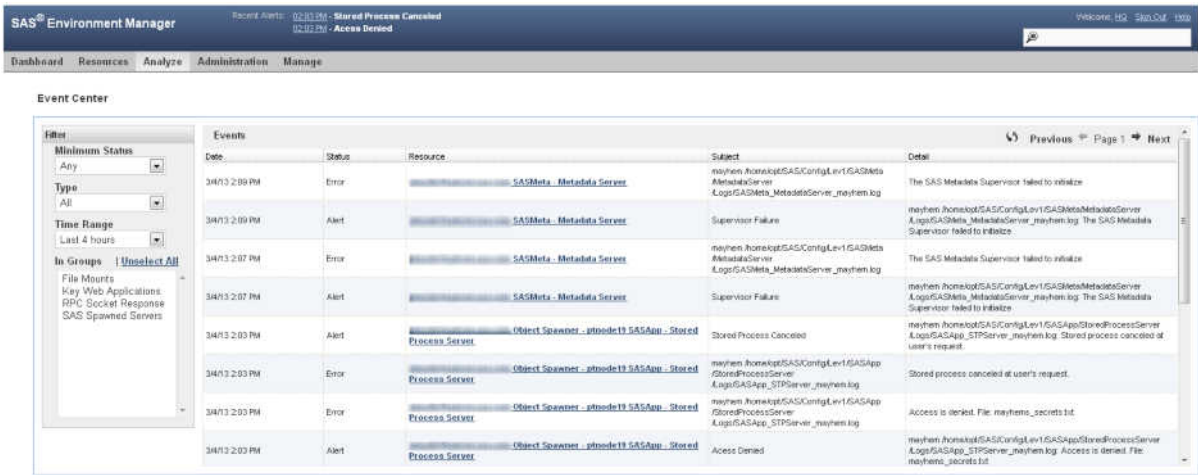 SAS® Environment Manager
Recent Alerts: 02:03 PM - Stored Process Canceled
02:03 PM - Acess Denied
Welcome, HQ Sign Out Help
Dashboard Resources Analyze Administration Manage
Event Center
Filter
Minimum Status
Any
Type
All
Time Range
Last 4 hours
In Groups | Unselect All
File Mounts
Key Web Applications
RPC Socket Response
SAS Spawned Servers
Events
Previous Page 1 Next
Date Status Resource Subject Detail
3/4/13 2:09 PM Error SASMeta - Metadata Server
mayhem /home/opt/SAS/Config/Lev1/SASMeta
/MetadataServer
/Logs/SASMeta_MetadataServer_mayhem.log
The SAS Metadata Supervisor failed to initialize
3/4/13 2:09 PM Alert SASMeta - Metadata Server
Supervisor Failure
mayhem /home/opt/SAS/Config/Lev1/SASMeta/MetadataServer
/Logs/SASMeta_MetadataServer_mayhem.log: The SAS Metadata
Supervisor failed to initialize
3/4/13 2:07 PM Error SASMeta - Metadata Server
mayhem /home/opt/SAS/Config/Lev1/SASMeta
/MetadataServer
/Logs/SASMeta_MetadataServer_mayhem.log
The SAS Metadata Supervisor failed to initialize
3/4/13 2:07 PM Alert SASMeta - Metadata Server
Supervisor Failure
mayhem /home/opt/SAS/Config/Lev1/SASMeta/MetadataServer
/Logs/SASMeta_MetadataServer_mayhem.log: The SAS Metadata
Supervisor failed to initialize
3/4/13 2:03 PM Alert Object Spawner - ptnode19 SASApp - Stored
Process Server
Stored Process Canceled
mayhem /home/opt/SAS/Config/Lev1/SASApp/StoredProcessServer
/Logs/SASApp_STPServer_mayhem.log: Stored process canceled at
user's request.
3/4/13 2:03 PM Error Object Spawner - ptnode19 SASApp - Stored
Process Server
mayhem /home/opt/SAS/Config/Lev1/SASApp
/StoredProcessServer
/Logs/SASApp_STPServer_mayhem.log
Stored process canceled at user's request.
3/4/13 2:03 PM Error Object Spawner - ptnode19 SASApp - Stored
Process Server
mayhem /home/opt/SAS/Config/Lev1/SASApp
/StoredProcessServer
/Logs/SASApp_STPServer_mayhem.log
Access is denied. File: mayhems_secrets.txt
3/4/13 2:03 PM Alert Object Spawner - ptnode19 SASApp - Stored
Process Server
Acess Denied
mayhem /home/opt/SAS/Config/Lev1/SASApp/StoredProcessServer
/Logs/SASApp_STPServer_mayhem.log: Access is denied. File:
mayhems_secrets.txt